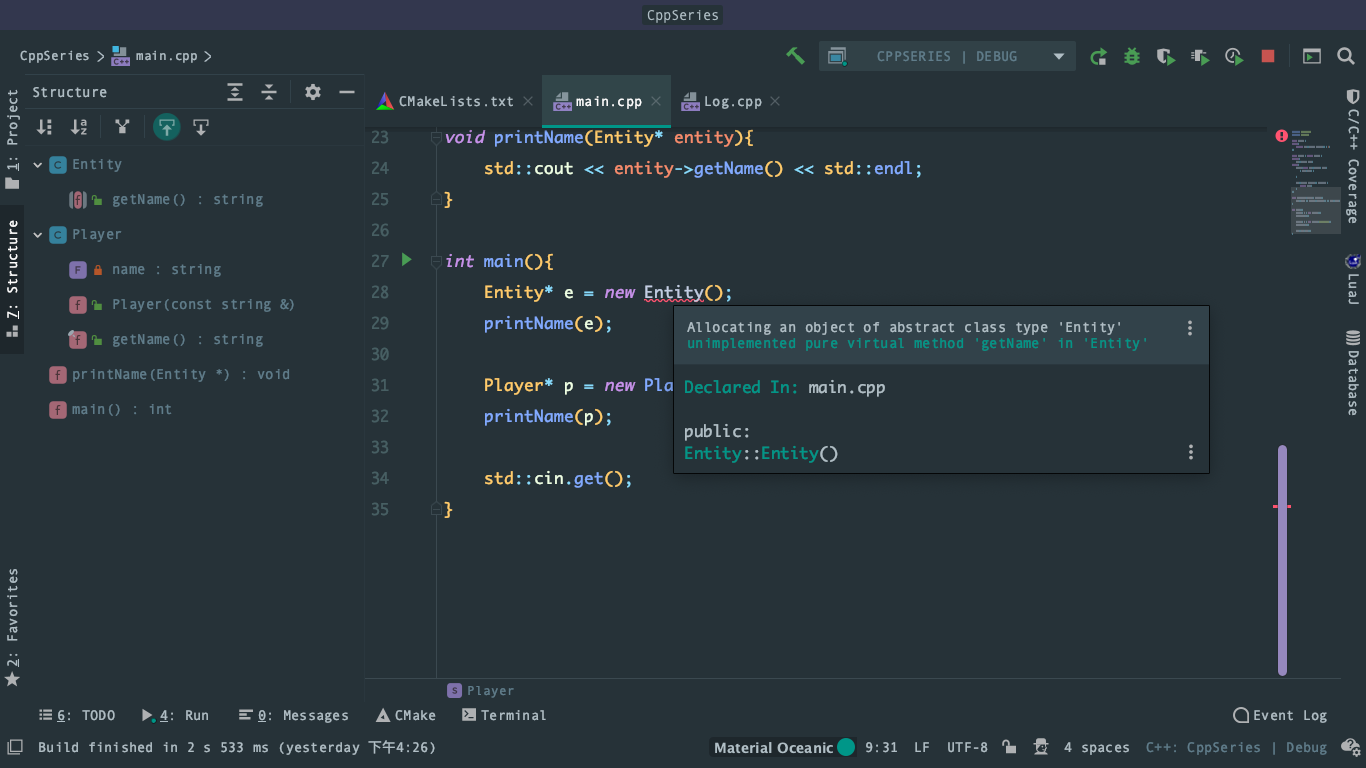 CppSeries
CppSeries > main.cpp >
CPPSERIES | DEBUG
Structure
CMakeLists.txt
main.cpp
Log.cpp
1: Project
Z: Structure
2: Favorites
Entity
getName() : string
Player
name : string
Player(const string &)
getName() : string
printName(Entity *) : void
main() : int
23 void printName(Entity* entity){
24 std::cout << entity->getName() << std::endl;
25 }
26
27 int main(){
28 Entity* e = new Entity();
29 printName(e);
30
31 Player* p = new Pla
32 printName(p);
33
34 std::cin.get();
35 }
Allocating an object of abstract class type 'Entity'
unimplemented pure virtual method 'getName' in 'Entity'
Declared In: main.cpp
public:
Entity::Entity()
C/C++ Coverage
LuaJ
Database
Player
6: TODO
4: Run
0: Messages
CMake
Terminal
Event Log
Build finished in 2 s 533 ms (yesterday 下午4:26)
Material Oceanic
9:31
LF
UTF-8
4 spaces
C++: CppSeries | Debug